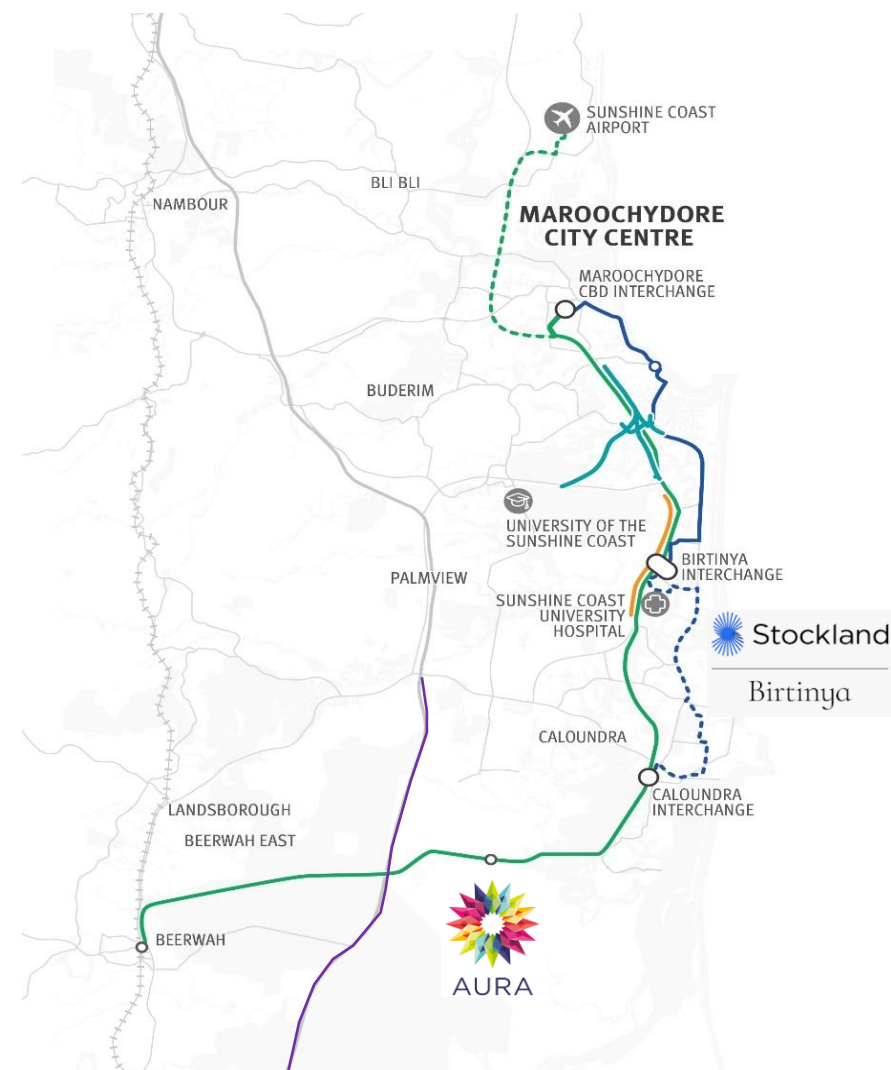 SUNSHINE COAST
AIRPORT
BLI BLI
NAMBOUR
MAROOCHYDORE
CITY CENTRE
MAROOCHYDORE
CBD INTERCHANGE
BUDERIM
UNIVERSITY OF THE
SUNSHINE COAST
BIRTINYA
INTERCHANGE
PALMVIEW
SUNSHINE COAST
UNIVERSITY
HOSPITAL
Stockland
Birtinya
CALOUNDRA
CALOUNDRA
INTERCHANGE
LANDSBOROUGH
BEERWAH EAST
BEERWAH
AURA